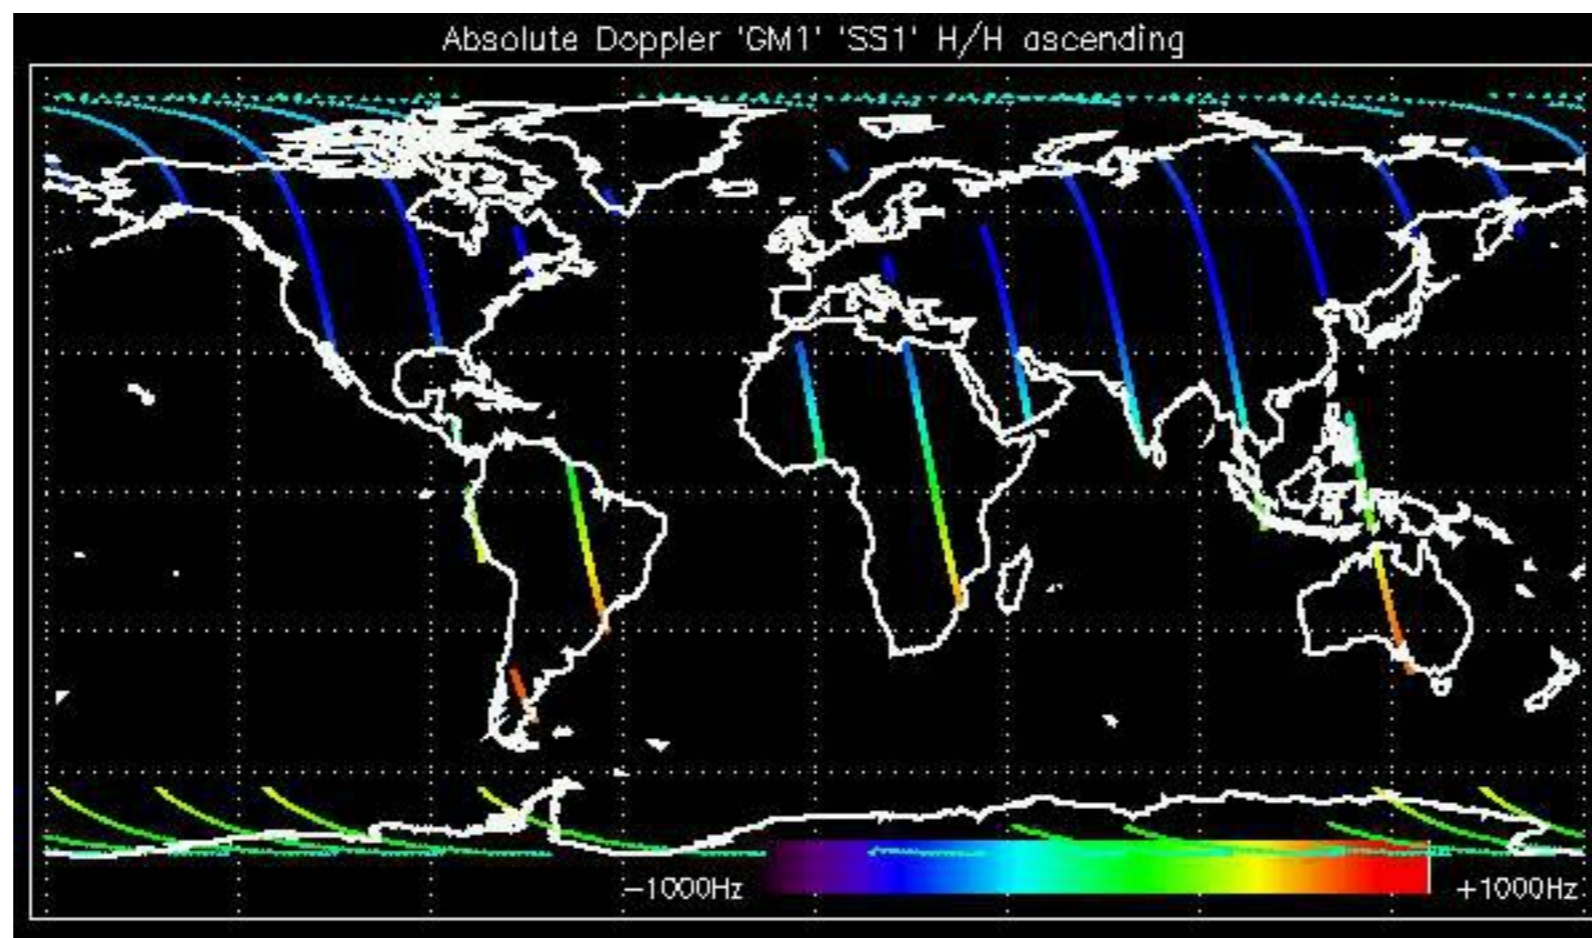 Absolute Doppler 'GM1' 'SS1' H/H ascending
-1000Hz +1000Hz